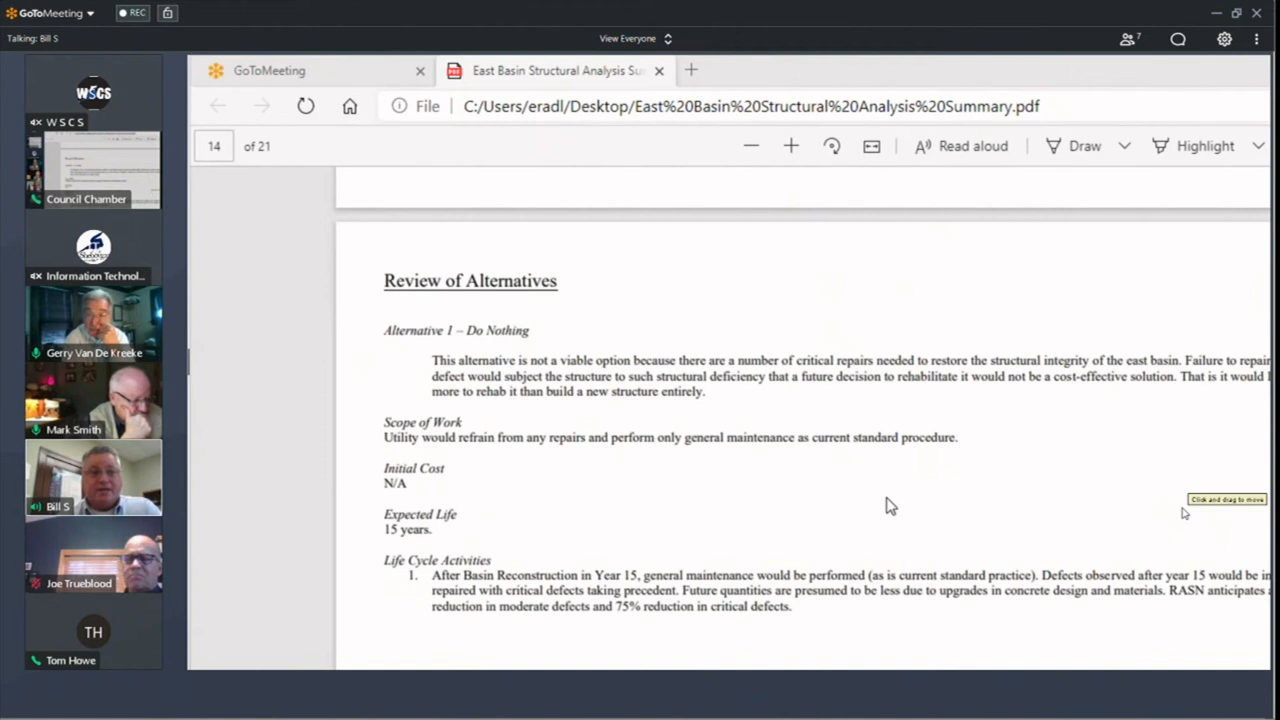 GoToMeeting
REC
Talking: Bill S
View Everyone
7
GoToMeeting
East Basin Structural Analysis Su
File
C:/Users/eradl/Desktop/East%20Basin%20Structural%20Analysis%20Summary.pdf
14
of 21
Read aloud
Draw
Highlight
WSCS
W S C S
Council Chamber
Information Technol...
Gerry Van De Kreeke
Mark Smith
Bill S
Joe Trueblood
TH
Tom Howe
Review of Alternatives
Alternative 1 – Do Nothing
This alternative is not a viable option because there are a number of critical repairs needed to restore the structural integrity of the east basin. Failure to repair
defect would subject the structure to such structural deficiency that a future decision to rehabilitate it would not be a cost-effective solution. That is it would
more to rehab it than build a new structure entirely.
Scope of Work
Utility would refrain from any repairs and perform only general maintenance as current standard procedure.
Initial Cost
N/A
Expected Life
15 years.
Life Cycle Activities
1. After Basin Reconstruction in Year 15, general maintenance would be performed (as is current standard practice). Defects observed after year 15 would be in
repaired with critical defects taking precedent. Future quantities are presumed to be less due to upgrades in concrete design and materials. RASN anticipates
reduction in moderate defects and 75% reduction in critical defects.
Click and drag to move